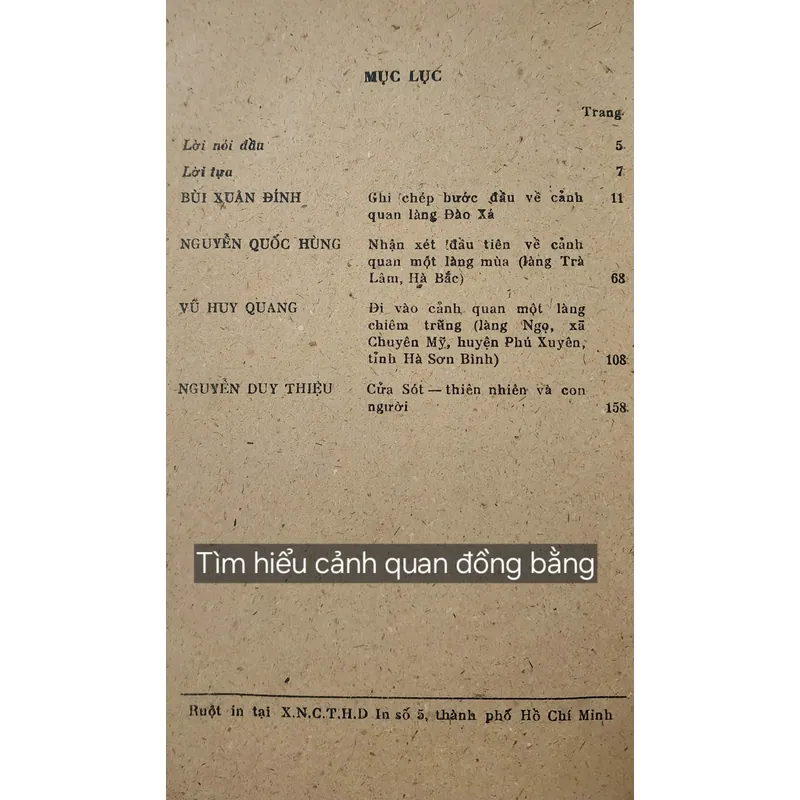 MỤC LỤC
Trang
Lời nói đầu 5
Lời tựa 7
BÙI XUÂN ĐÍNH Ghi chép bước đầu về cảnh 11
quan làng Đào Xá
NGUYỄN QUỐC HÙNG Nhận xét đầu tiên về cảnh
quan một làng mùa (làng Trà
Lâm, Hà Bắc) 68
VŨ HUY QUANG Đi vào cảnh quan một làng
chiêm trũng (làng Ngọ, xã
Chuyên Mỹ, huyện Phú Xuyên,
tỉnh Hà Sơn Bình) 108
NGUYỄN DUY THIỆU Cửa Sót — thiên nhiên và con
người 158
Tìm hiểu cảnh quan đồng bằng
Ruột in tại X.N.C.T.H.D In số 5, thành phố Hồ Chí Minh